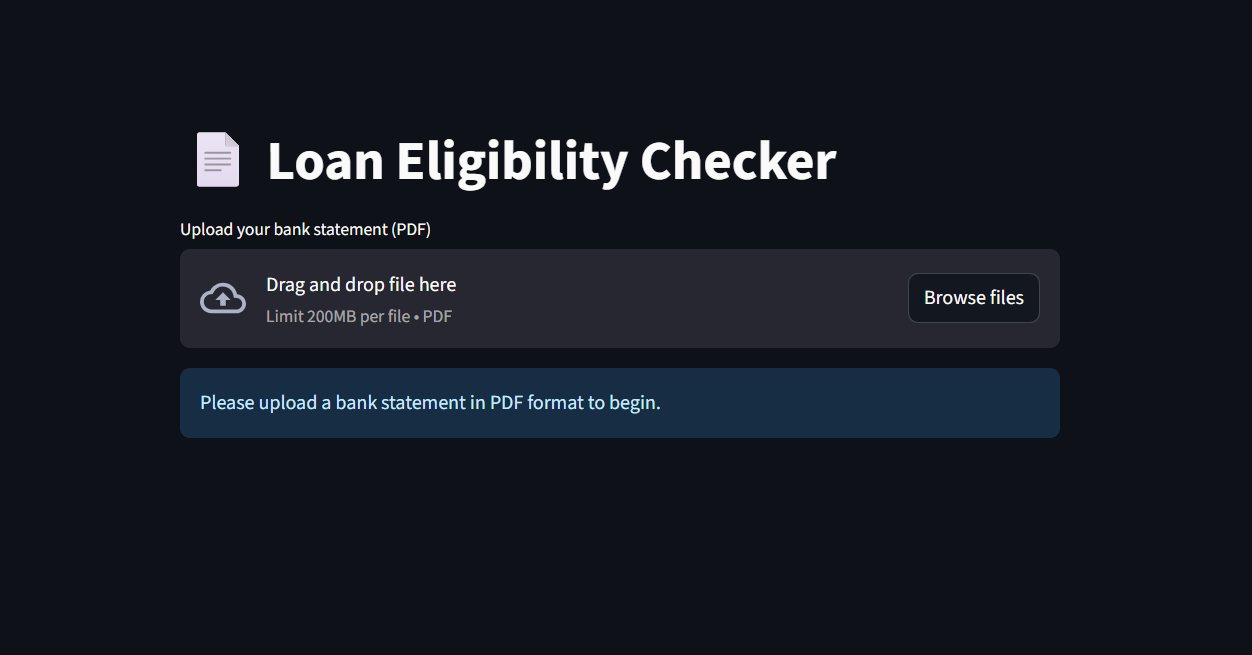 Loan Eligibility Checker
Upload your bank statement (PDF)
Drag and drop file here
Limit 200MB per file • PDF
Browse files
Please upload a bank statement in PDF format to begin.